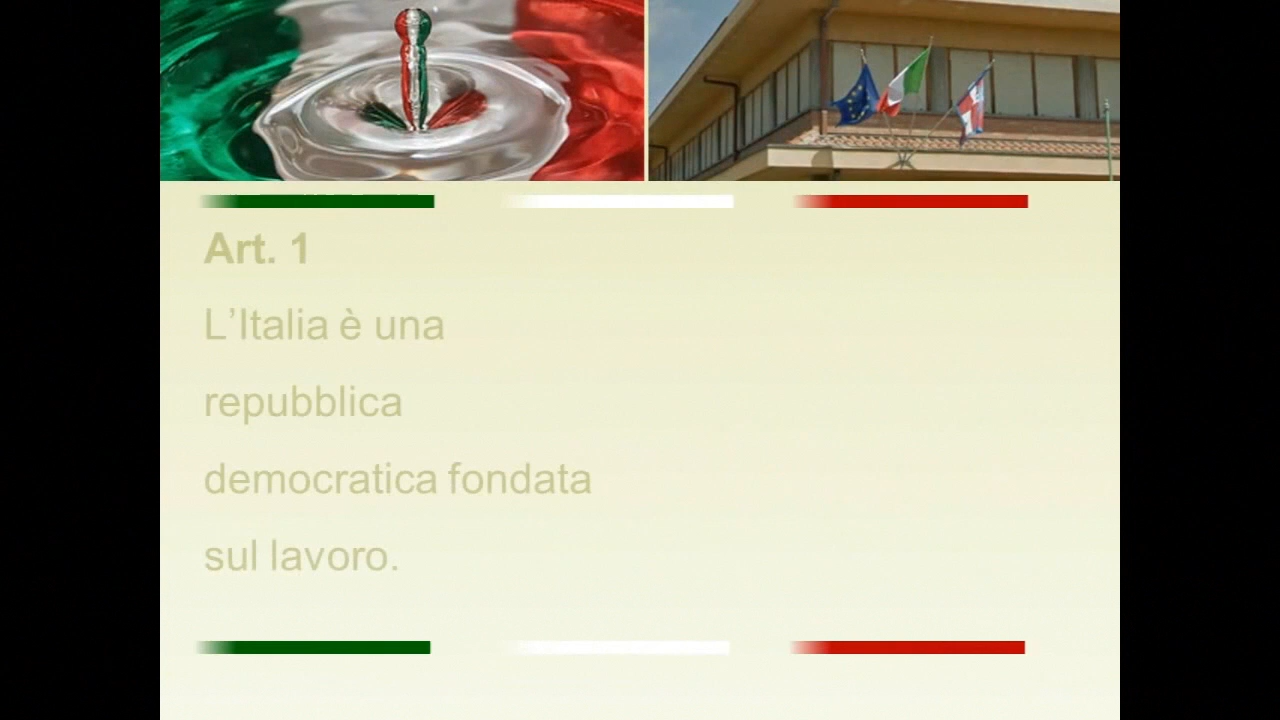 Art. 1
L’Italia è una
repubblica
democratica fondata
sul lavoro.